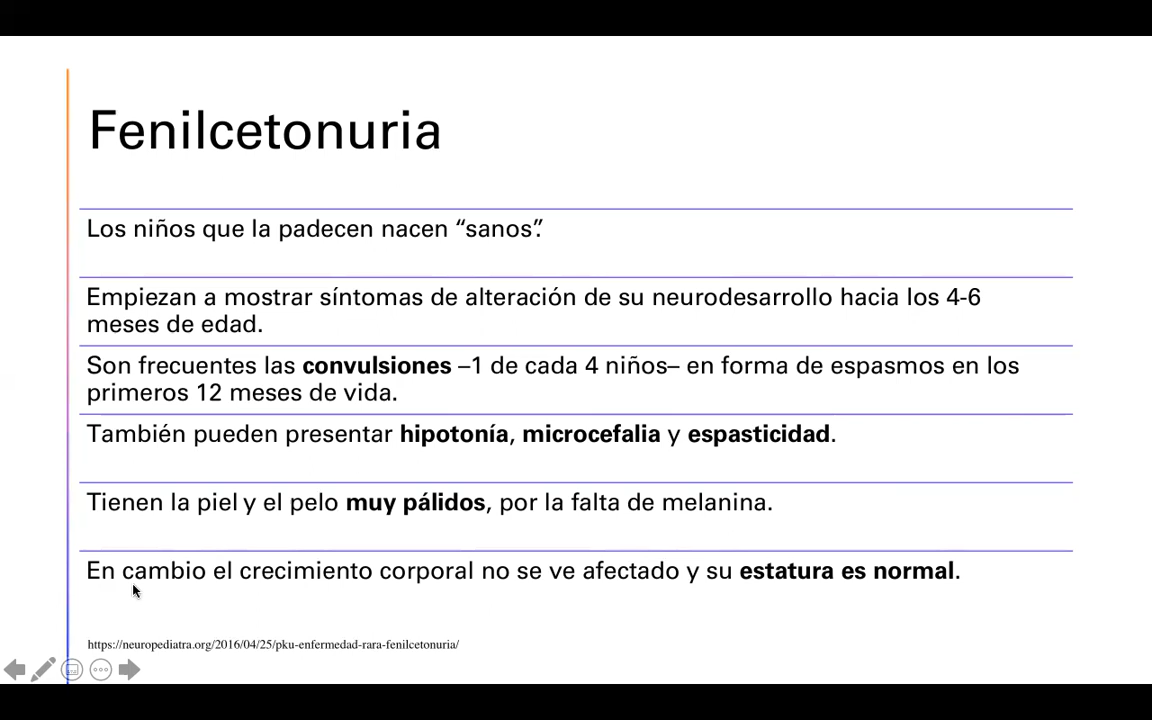 Fenilcetonuria
Los niños que la padecen nacen “sanos”.
Empiezan a mostrar síntomas de alteración de su neurodesarrollo hacia los 4-6
meses de edad.
Son frecuentes las convulsiones –1 de cada 4 niños– en forma de espasmos en los
primeros 12 meses de vida.
También pueden presentar hipotonía, microcefalia y espasticidad.
Tienen la piel y el pelo muy pálidos, por la falta de melanina.
En cambio el crecimiento corporal no se ve afectado y su estatura es normal.
https://neuropediatra.org/2016/04/25/pku-enfermedad-rara-fenilcetonuria/